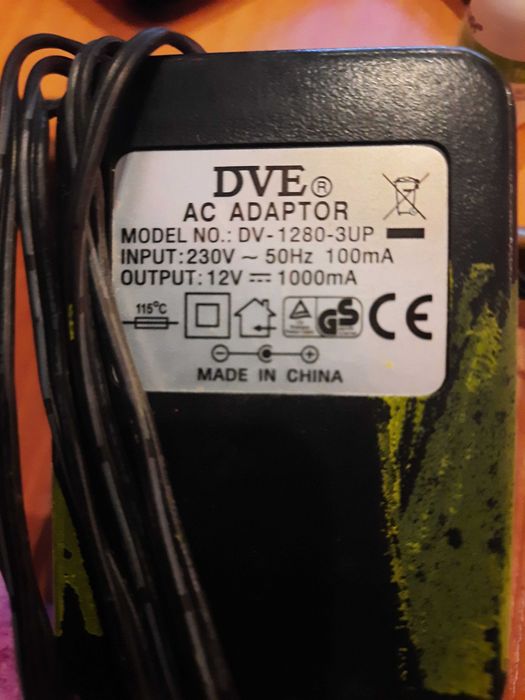 DVE®
AC ADAPTOR
MODEL NO.: DV-1280-3UP
INPUT: 230V ~ 50Hz 100mA
OUTPUT: 12V ⎓ 1000mA
115°C
GS CE
MADE IN CHINA